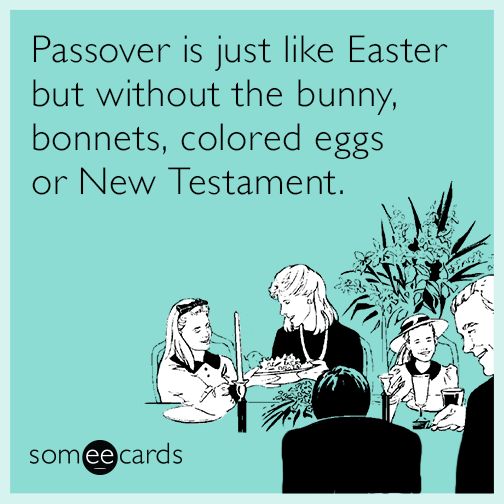 Passover is just like Easter
but without the bunny,
bonnets, colored eggs
or New Testament.
someecards